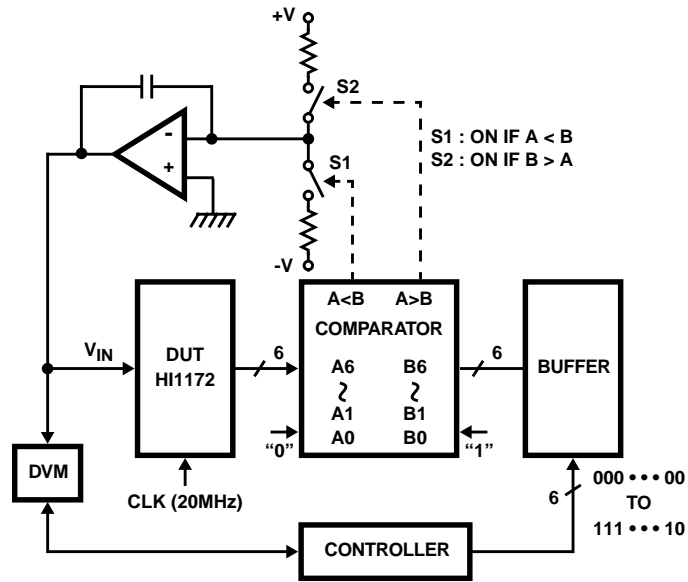 +V
S2
-
+
S1 : ON IF A < B
S2 : ON IF B > A
S1
-V
A<B A>B
COMPARATOR
VIN
DUT
HI1172
6
A6 B6
6
BUFFER
A1 B1
A0 B0
"0"
"1"
DVM
CLK (20MHz)
6
000 • • • 00
TO
111 • • • 10
CONTROLLER